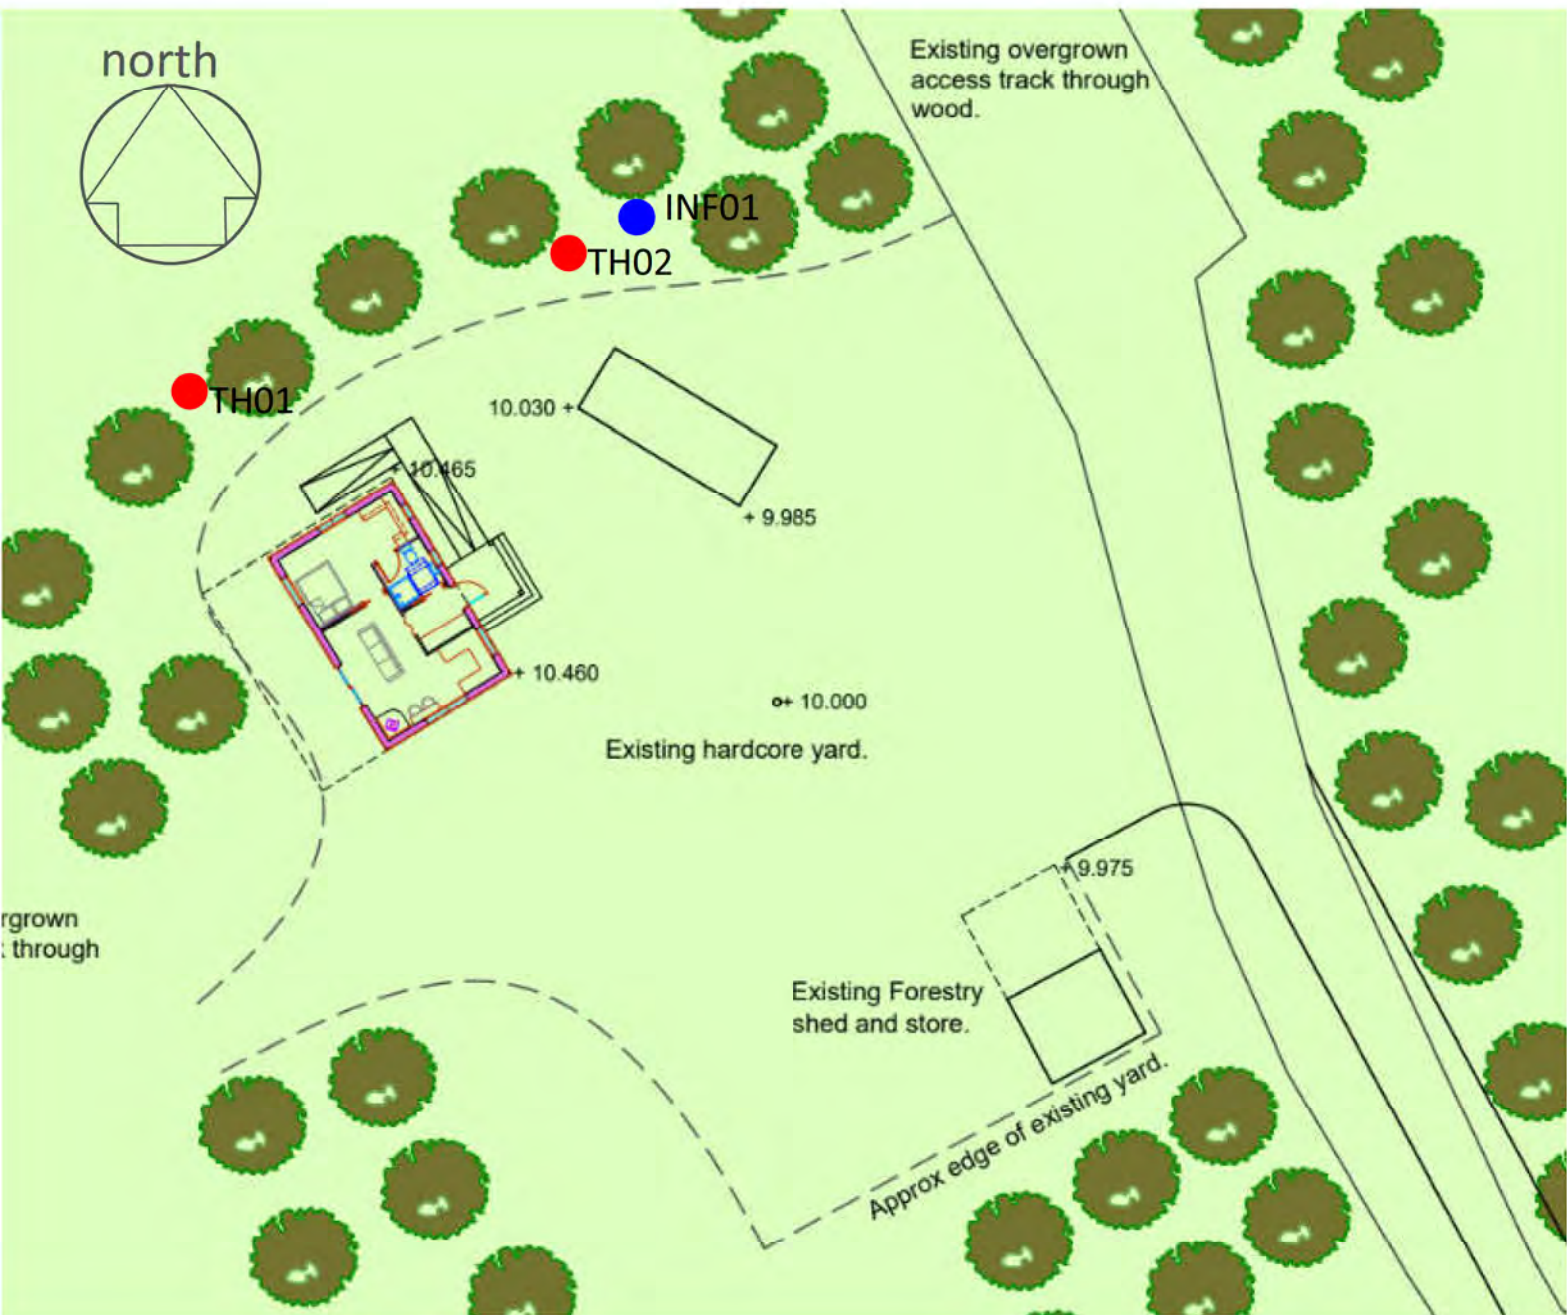 north
Existing overgrown
access track through
wood.
INF01
TH02
TH01
10.030 +
+ 10.465
+ 9.985
+ 10.460
+ 10.000
Existing hardcore yard.
+ 9.975
rgrown
through
Existing Forestry
shed and store.
Approx edge of existing yard.